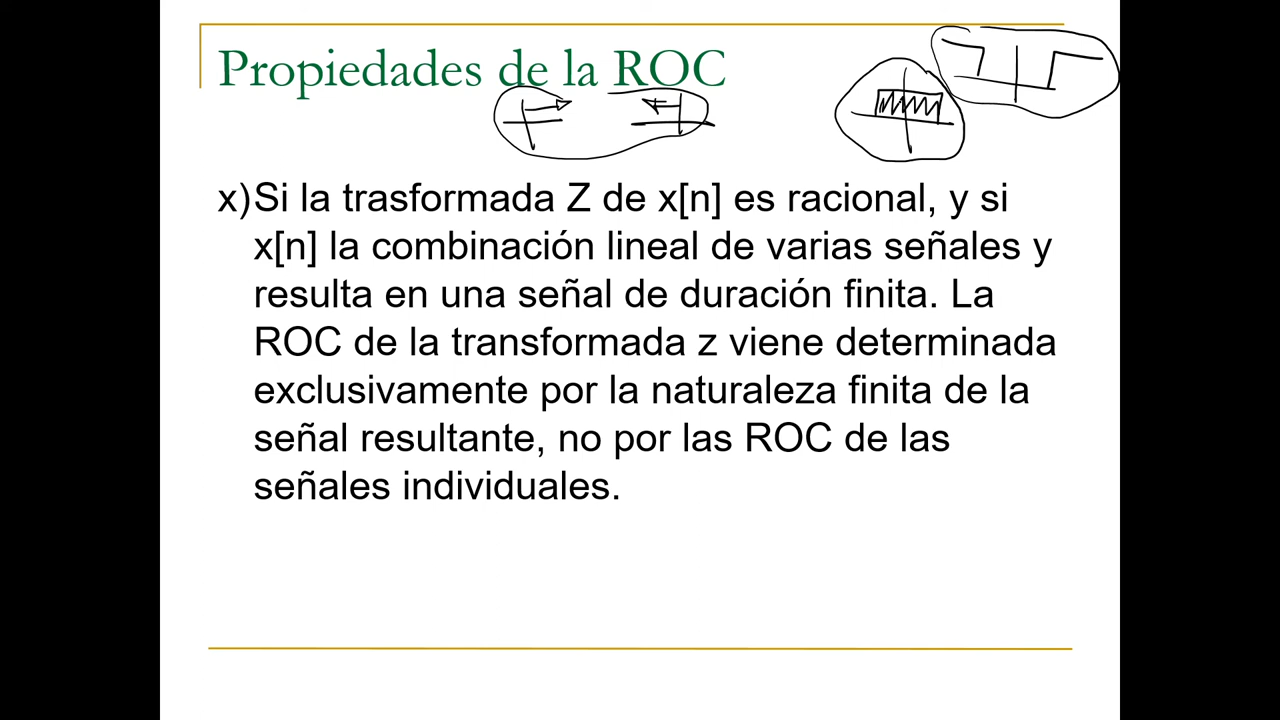 Propiedades de la ROC
x) Si la trasformada Z de x[n] es racional, y si
x[n] la combinación lineal de varias señales y
resulta en una señal de duración finita. La
ROC de la transformada z viene determinada
exclusivamente por la naturaleza finita de la
señal resultante, no por las ROC de las
señales individuales.